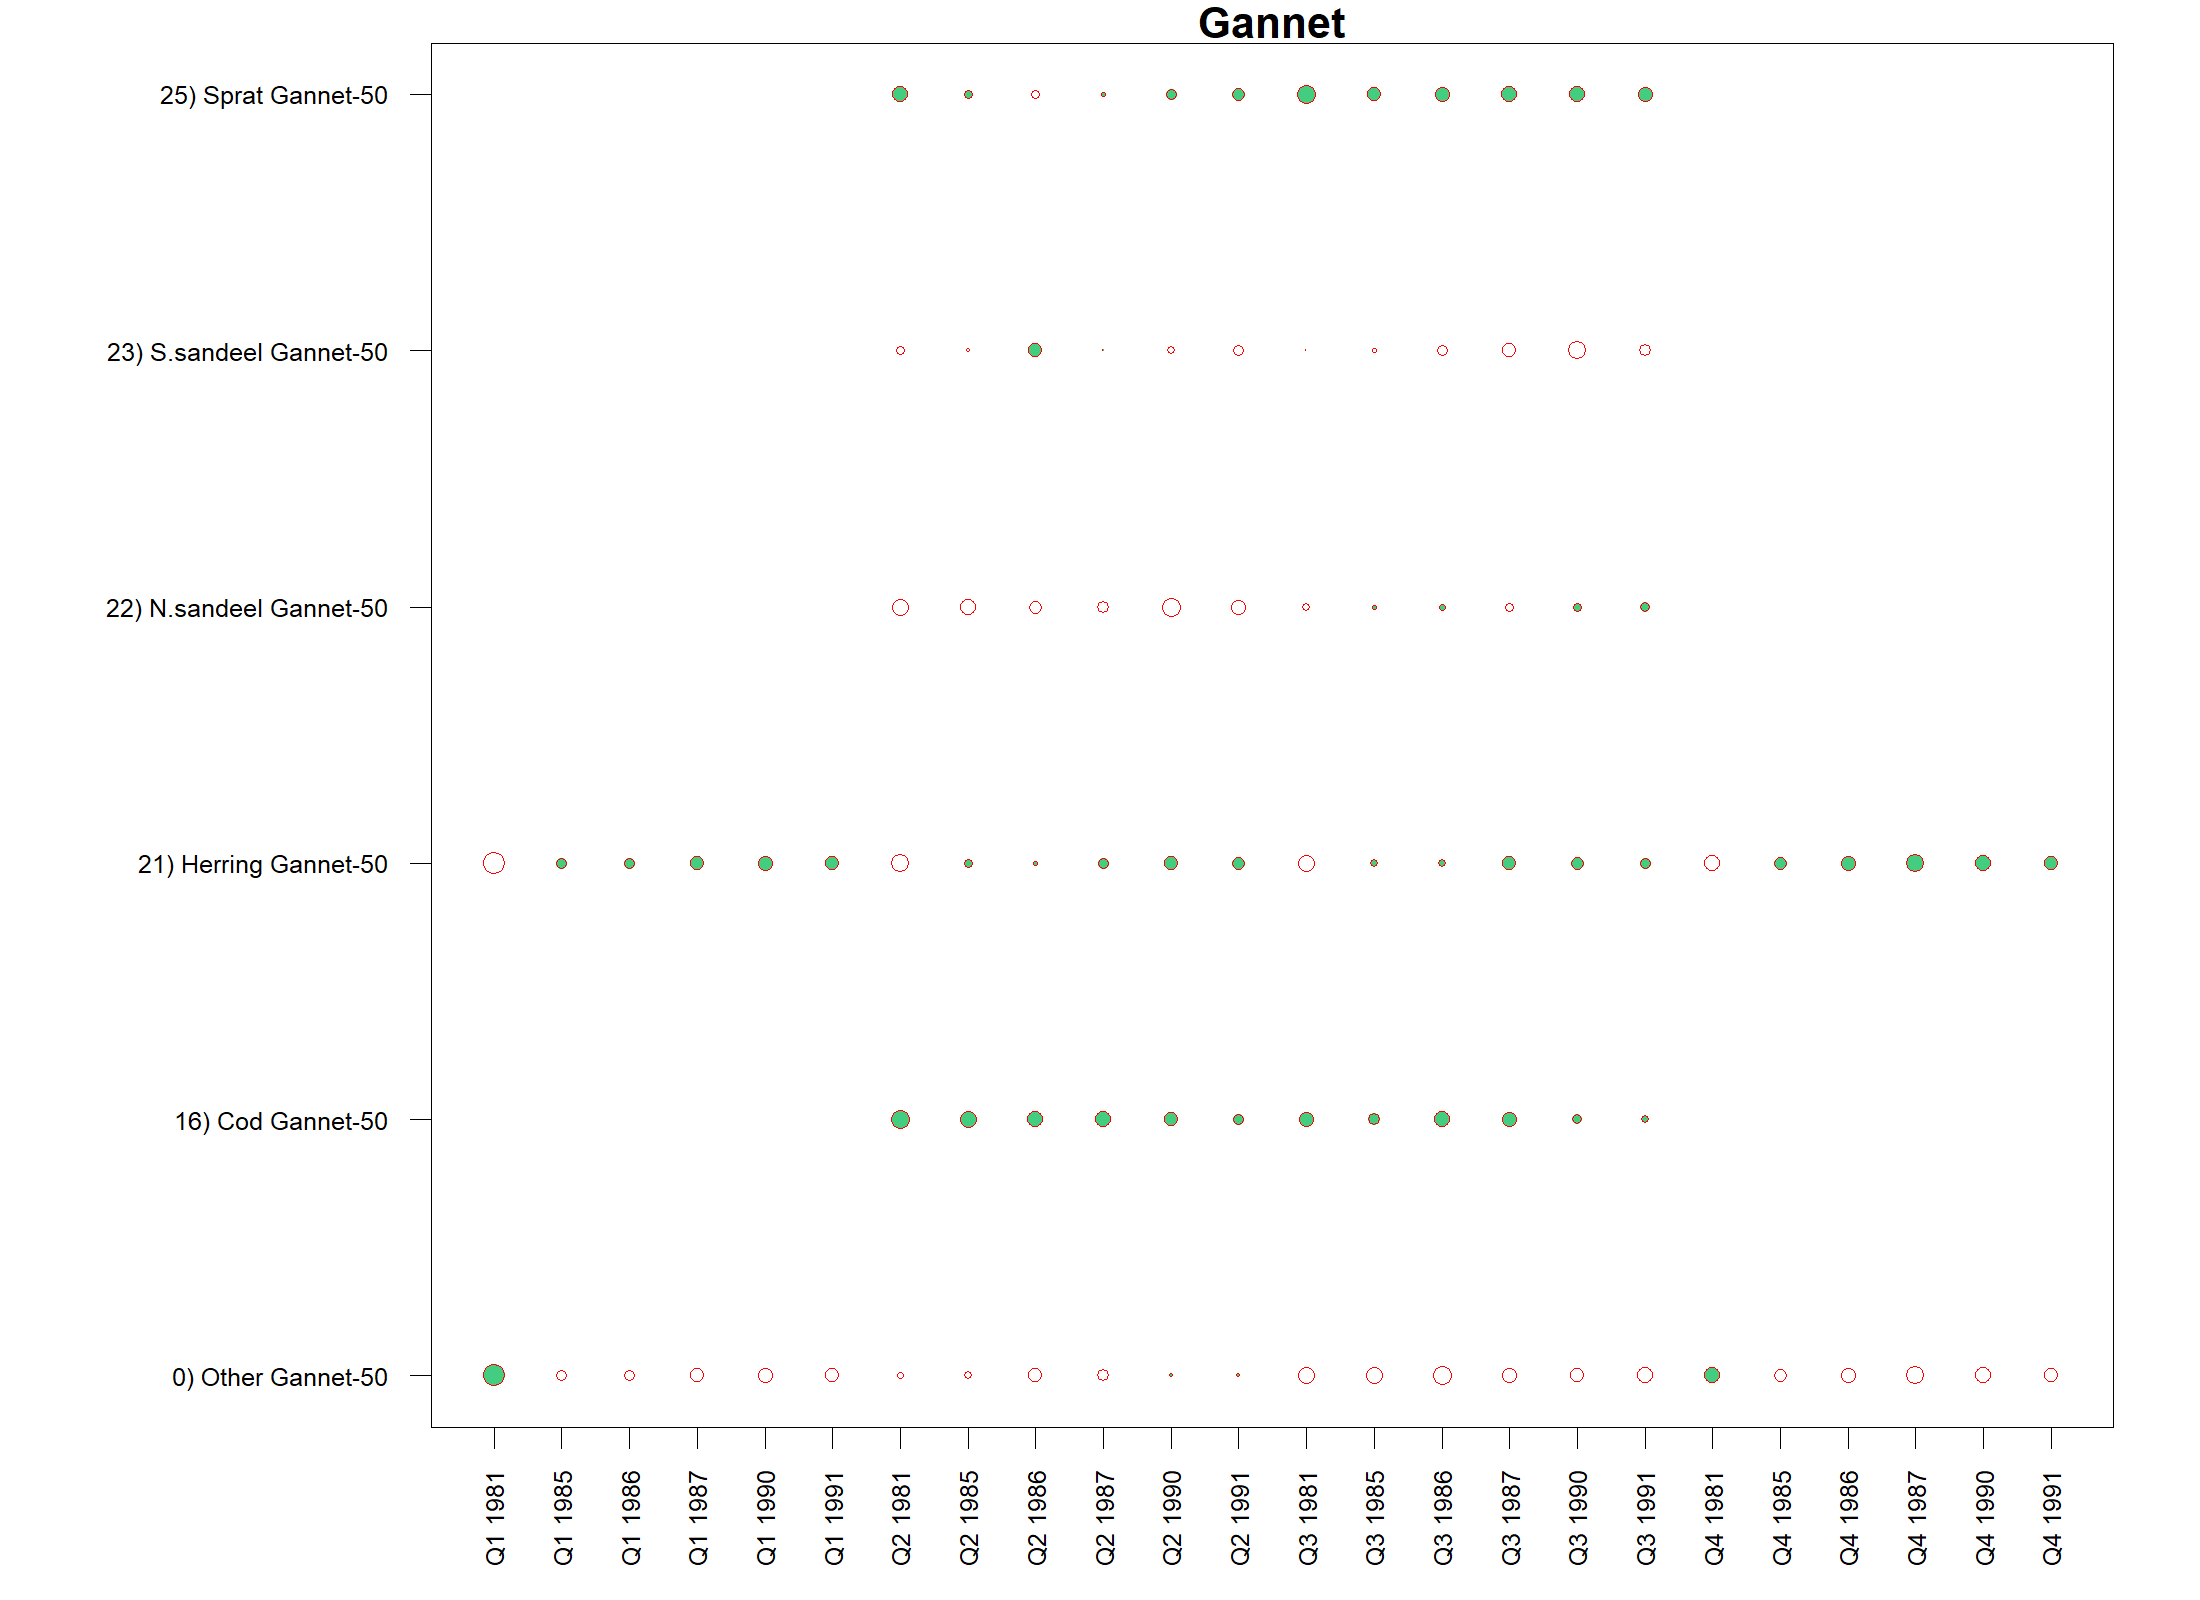 Gannet
25) Sprat Gannet-50
23) S.sandeel Gannet-50
22) N.sandeel Gannet-50
21) Herring Gannet-50
16) Cod Gannet-50
0) Other Gannet-50
Q1 1981
Q1 1985
Q1 1986
Q1 1987
Q1 1990
Q1 1991
Q2 1981
Q2 1985
Q2 1986
Q2 1987
Q2 1990
Q2 1991
Q3 1981
Q3 1985
Q3 1986
Q3 1987
Q3 1990
Q3 1991
Q4 1981
Q4 1985
Q4 1986
Q4 1987
Q4 1990
Q4 1991